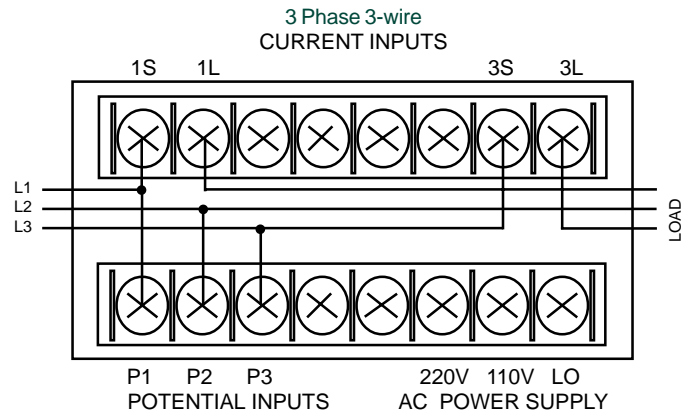 3 Phase 3-wire
CURRENT INPUTS
1S 1L 3S 3L
L1
L2
L3
LOAD
P1 P2 P3 220V 110V LO
POTENTIAL INPUTS AC POWER SUPPLY